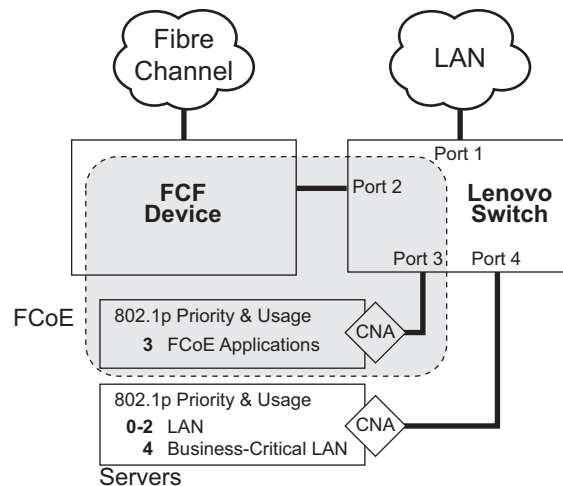 Fibre
Channel
LAN
Port 1
FCF
Device
Port 2
Lenovo
Switch
Port 3
Port 4
FCoE
802.1p Priority & Usage
3 FCoE Applications
CNA
802.1p Priority & Usage
0-2 LAN
4 Business-Critical LAN
CNA
Servers